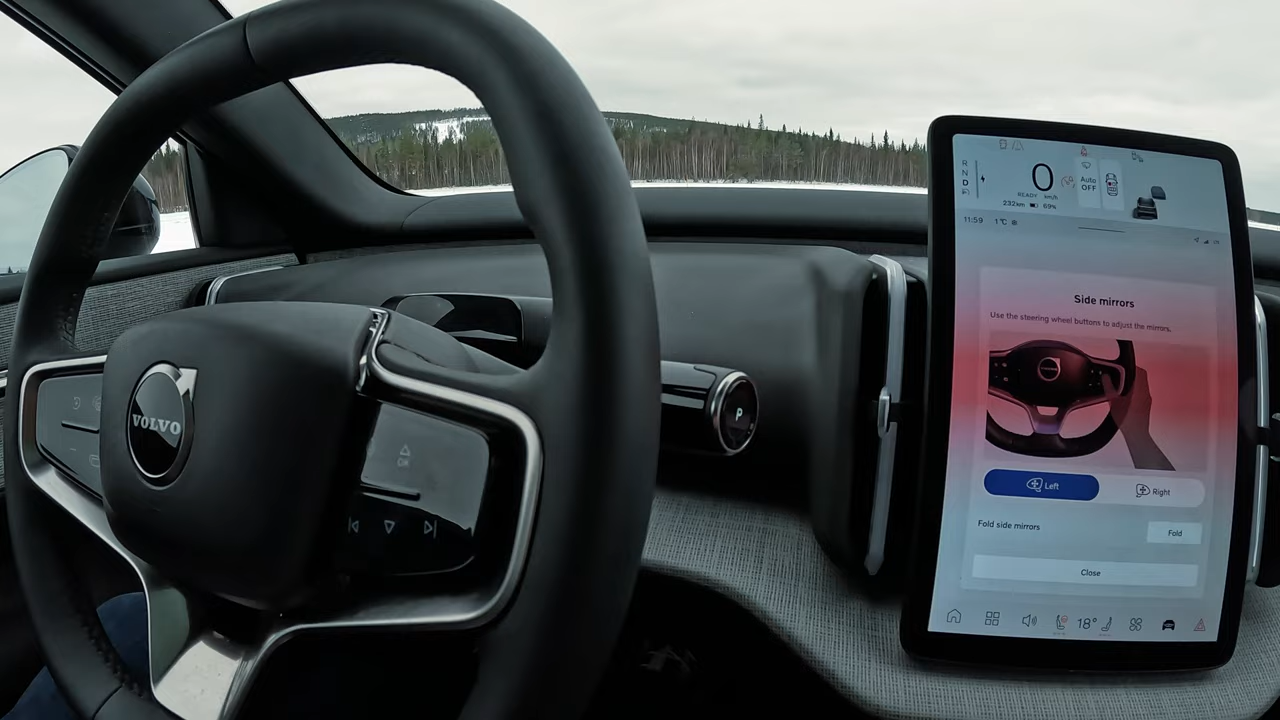 VOLVO
OK
P
R
N
D
0
READY km/h
232km 69%
Auto
OFF
11:59 1°C
Side mirrors
Use the steering wheel buttons to adjust the mirrors.
Left
Right
Fold side mirrors
Fold
Close
18°